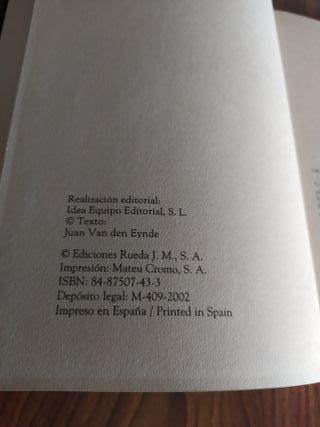 Realización editorial:
Idea Equipo Editorial, S. L.
© Texto:
Juan Van den Eynde
© Ediciones Rueda J. M., S. A.
Impresión: Mateu Cromo, S. A.
ISBN: 84-87507-43-3
Depósito legal: M-409-2002
Impreso en España / Printed in Spain